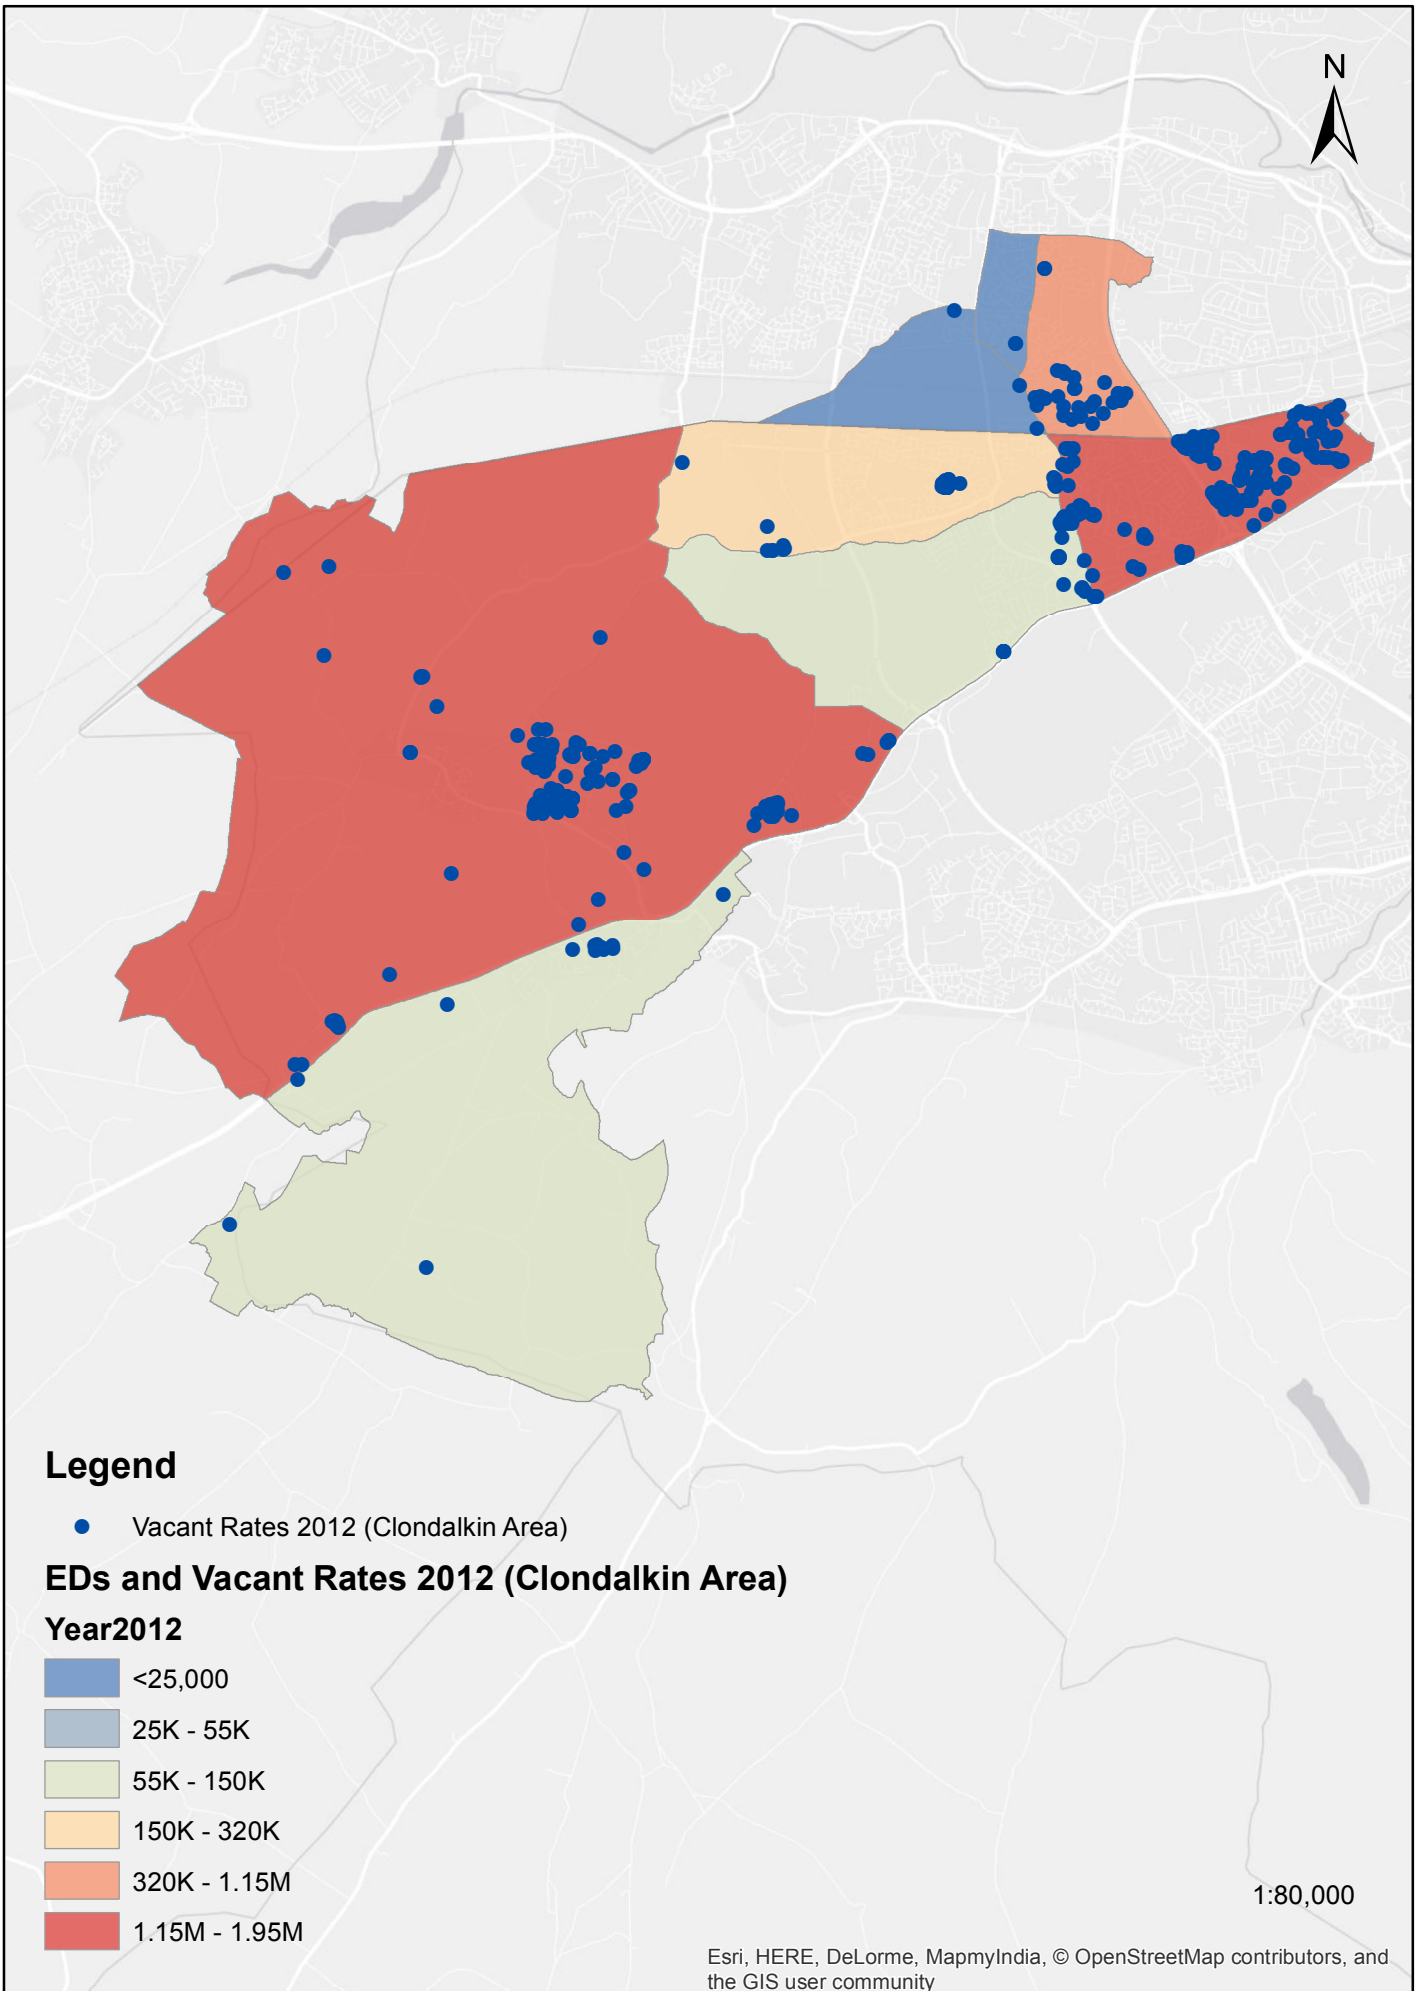 N
Legend
Vacant Rates 2012 (Clondalkin Area)
EDs and Vacant Rates 2012 (Clondalkin Area)
Year2012
<25,000
25K - 55K
55K - 150K
150K - 320K
320K - 1.15M
1.15M - 1.95M
1:80,000
Esri, HERE, DeLorme, MapmyIndia, © OpenStreetMap contributors, and
the GIS user community